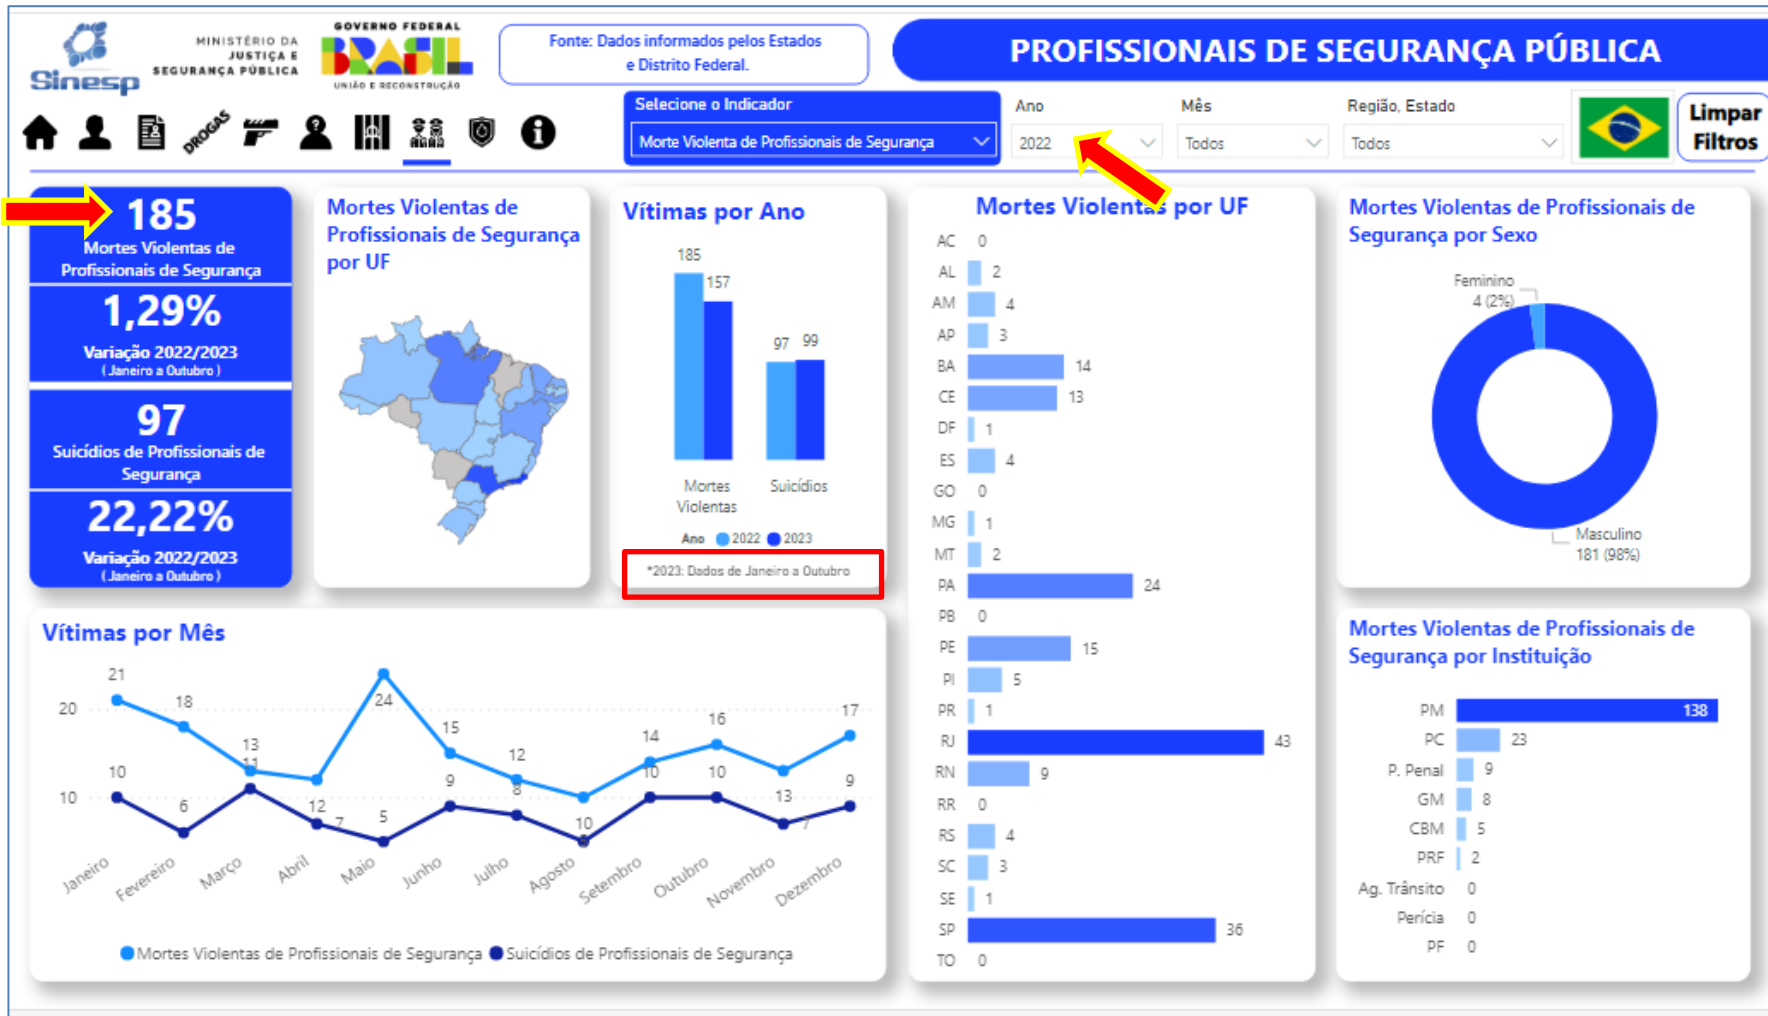 Sinesp
MINISTÉRIO DA
JUSTIÇA E
SEGURANÇA PÚBLICA
GOVERNO FEDERAL
BRASIL
UNIÃO E RECONSTRUÇÃO
Fonte: Dados informados pelos Estados
e Distrito Federal.
PROFISSIONAIS DE SEGURANÇA PÚBLICA
DROGAS
Selecione o Indicador
Morte Violenta de Profissionais de Segurança
Ano
2022
Mês
Todos
Região, Estado
Todos
Limpar
Filtros
185
Mortes Violentas de
Profissionais de Segurança
1,29%
Variação 2022/2023
( Janeiro a Outubro )
97
Suicídios de Profissionais de
Segurança
22,22%
Variação 2022/2023
( Janeiro a Outubro )
Mortes Violentas de
Profissionais de Segurança
por UF
Vítimas por Ano
185
157
97 99
Mortes
Violentas
Suicídios
Ano 2022 2023
*2023: Dados de Janeiro a Outubro
Mortes Violentas por UF
AC 0
AL 2
AM 4
AP 3
BA 14
CE 13
DF 1
ES 4
GO 0
MG 1
MT 2
PA 24
PB 0
PE 15
PI 5
PR 1
RJ 43
RN 9
RR 0
RS 4
SC 3
SE 1
SP 36
TO 0
Mortes Violentas de Profissionais de
Segurança por Sexo
Feminino
4 (2%)
Masculino
181 (98%)
Vítimas por Mês
20
10
21 18 13 12 24 15 12 10 14 16 13 17
10 6 11 7 5 9 8 10 10 7 9
Janeiro Fevereiro Março Abril Maio Junho Julho Agosto Setembro Outubro Novembro Dezembro
Mortes Violentas de Profissionais de Segurança Suicídios de Profissionais de Segurança
Mortes Violentas de Profissionais de
Segurança por Instituição
PM 138
PC 23
P. Penal 9
GM 8
CBM 5
PRF 2
Ag. Trânsito 0
Perícia 0
PF 0